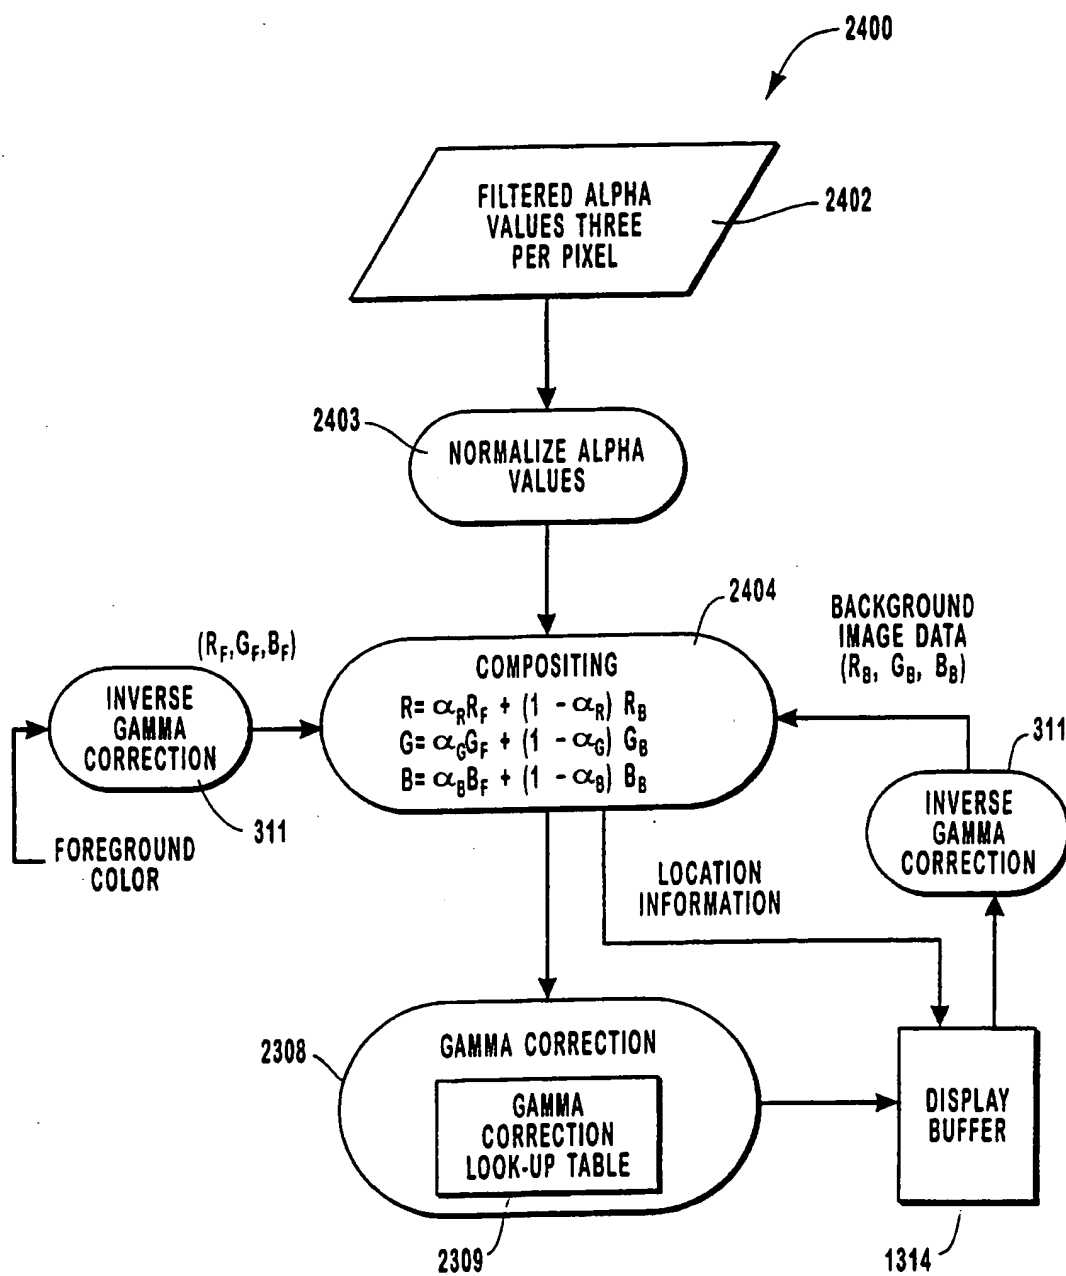 2400
FILTERED ALPHA
VALUES THREE
PER PIXEL
2402
2403
NORMALIZE ALPHA
VALUES
2404
BACKGROUND
IMAGE DATA
(R_B, G_B, B_B)
(R_F,G_F,B_F)
INVERSE
GAMMA
CORRECTION
311
FOREGROUND
COLOR
COMPOSITING
R= α_R R_F + (1 - α_R) R_B
G= α_G G_F + (1 - α_G) G_B
B= α_B B_F + (1 - α_B) B_B
311
INVERSE
GAMMA
CORRECTION
LOCATION
INFORMATION
2308
GAMMA CORRECTION
GAMMA
CORRECTION
LOOK-UP TABLE
2309
DISPLAY
BUFFER
1314